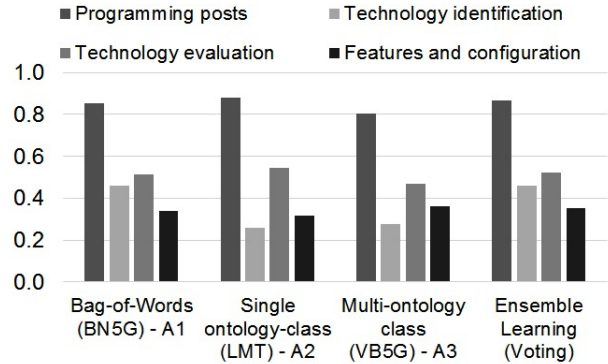 Programming posts
Technology identification
Technology evaluation
Features and configuration
1.0
0.8
0.6
0.4
0.2
0.0
Bag-of-Words
(BN5G) - A1
Single
ontology-class
(LMT) - A2
Multi-ontology
class
(VB5G) - A3
Ensemble
Learning
(Voting)